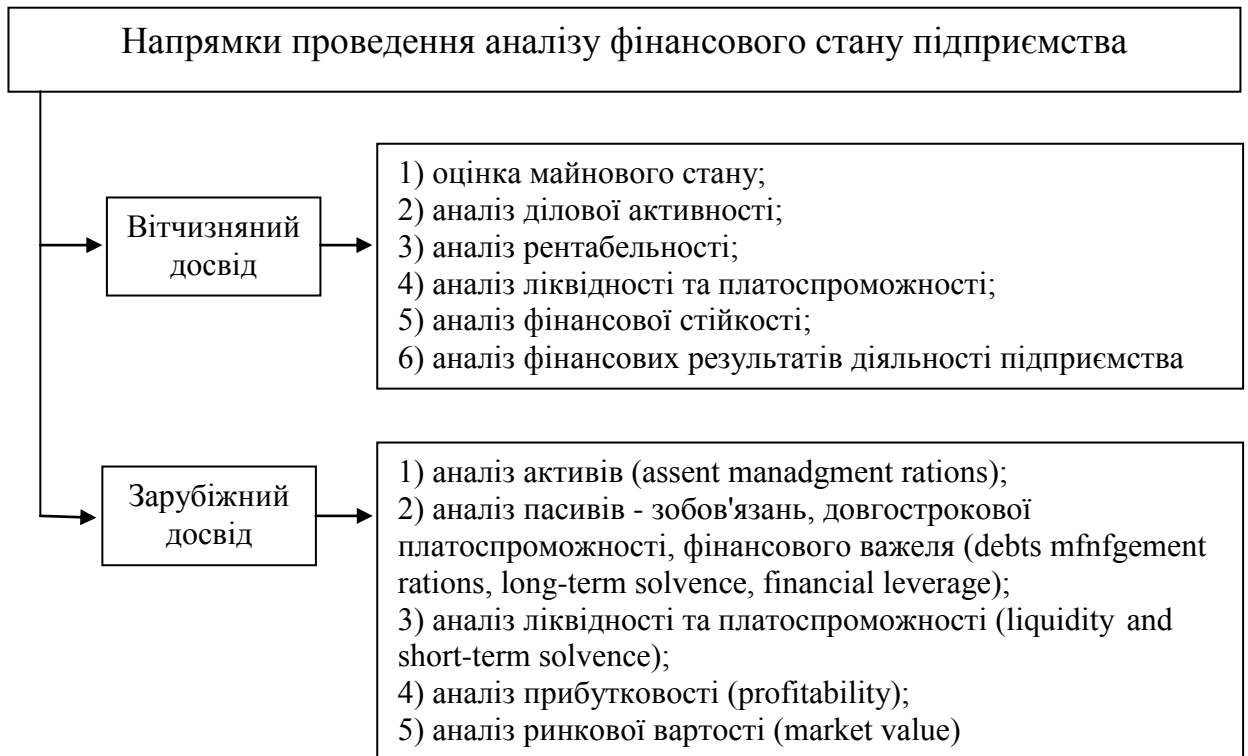 Напрямки проведення аналізу фінансового стану підприємства
Вітчизняний
досвід
1) оцінка майнового стану;
2) аналіз ділової активності;
3) аналіз рентабельності;
4) аналіз ліквідності та платоспроможності;
5) аналіз фінансової стійкості;
6) аналіз фінансових результатів діяльності підприємства
Зарубіжний
досвід
1) аналіз активів (assent manadgment rations);
2) аналіз пасивів - зобов'язань, довгострокової
платоспроможності, фінансового важеля (debts mfnfgement
rations, long-term solvence, financial leverage);
3) аналіз ліквідності та платоспроможності (liquidity and
short-term solvence);
4) аналіз прибутковості (profitability);
5) аналіз ринкової вартості (market value)